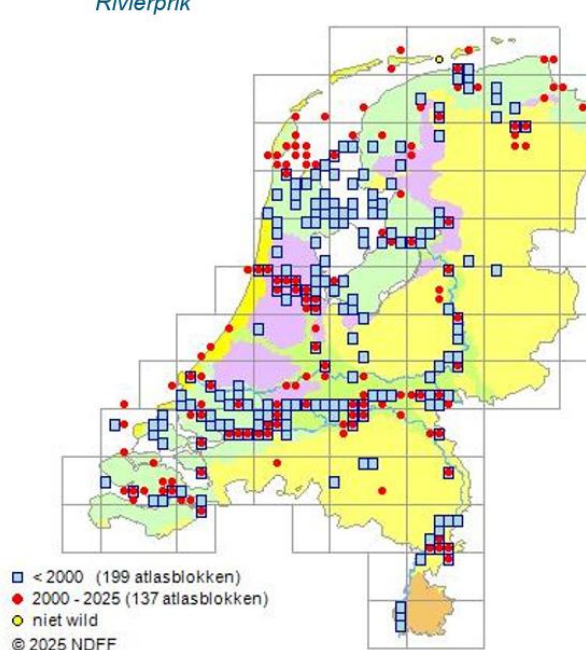 Rivierprik
< 2000 (199 atlasblokken)
2000 - 2025 (137 atlasblokken)
niet wild
© 2025 NDFF